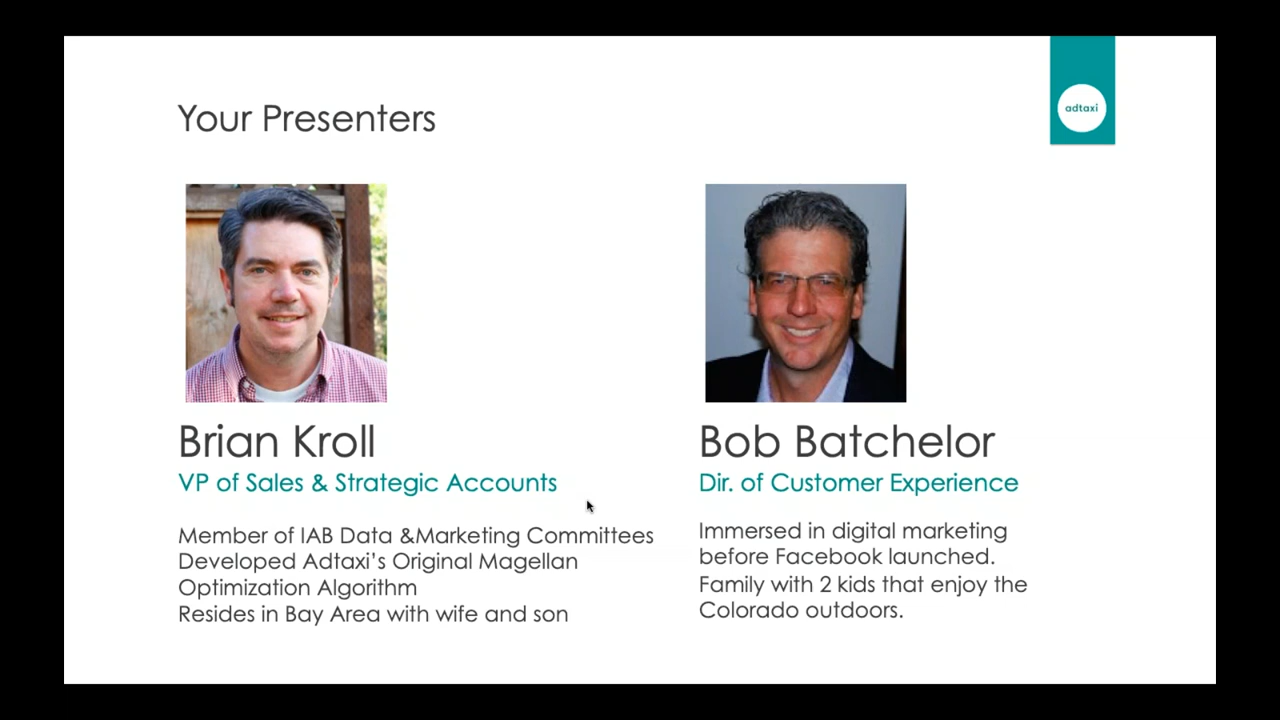 Your Presenters
adtaxi
Brian Kroll
VP of Sales & Strategic Accounts
Member of IAB Data &Marketing Committees
Developed Adtaxi's Original Magellan
Optimization Algorithm
Resides in Bay Area with wife and son
Bob Batchelor
Dir. of Customer Experience
Immersed in digital marketing
before Facebook launched.
Family with 2 kids that enjoy the
Colorado outdoors.